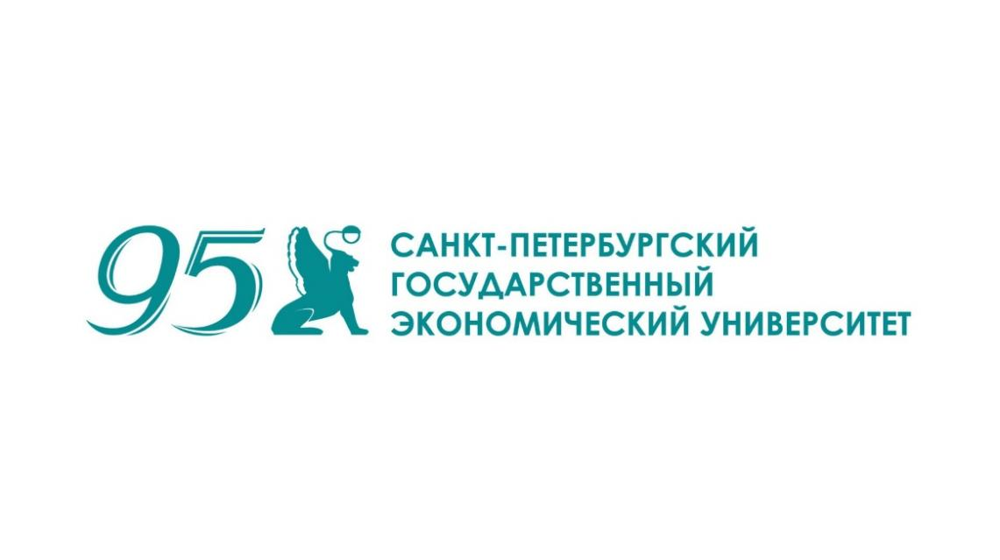 95
САНКТ-ПЕТЕРБУРГСКИЙ
ГОСУДАРСТВЕННЫЙ
ЭКОНОМИЧЕСКИЙ УНИВЕРСИТЕТ